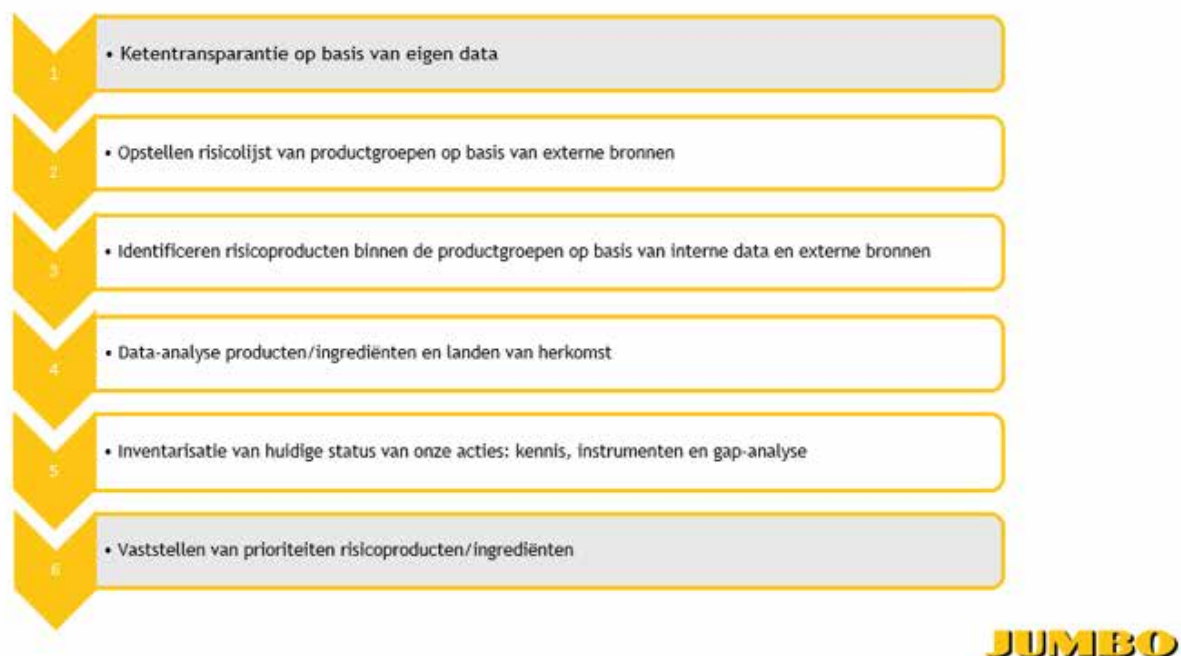 1
• Ketentransparantie op basis van eigen data
2
• Opstellen risicolijst van productgroepen op basis van externe bronnen
3
• Identificeren risicoproducten binnen de productgroepen op basis van interne data en externe bronnen
4
• Data-analyse producten/ingrediënten en landen van herkomst
5
• Inventarisatie van huidige status van onze acties: kennis, instrumenten en gap-analyse
6
• Vaststellen van prioriteiten risicoproducten/ingrediënten
JUMBO